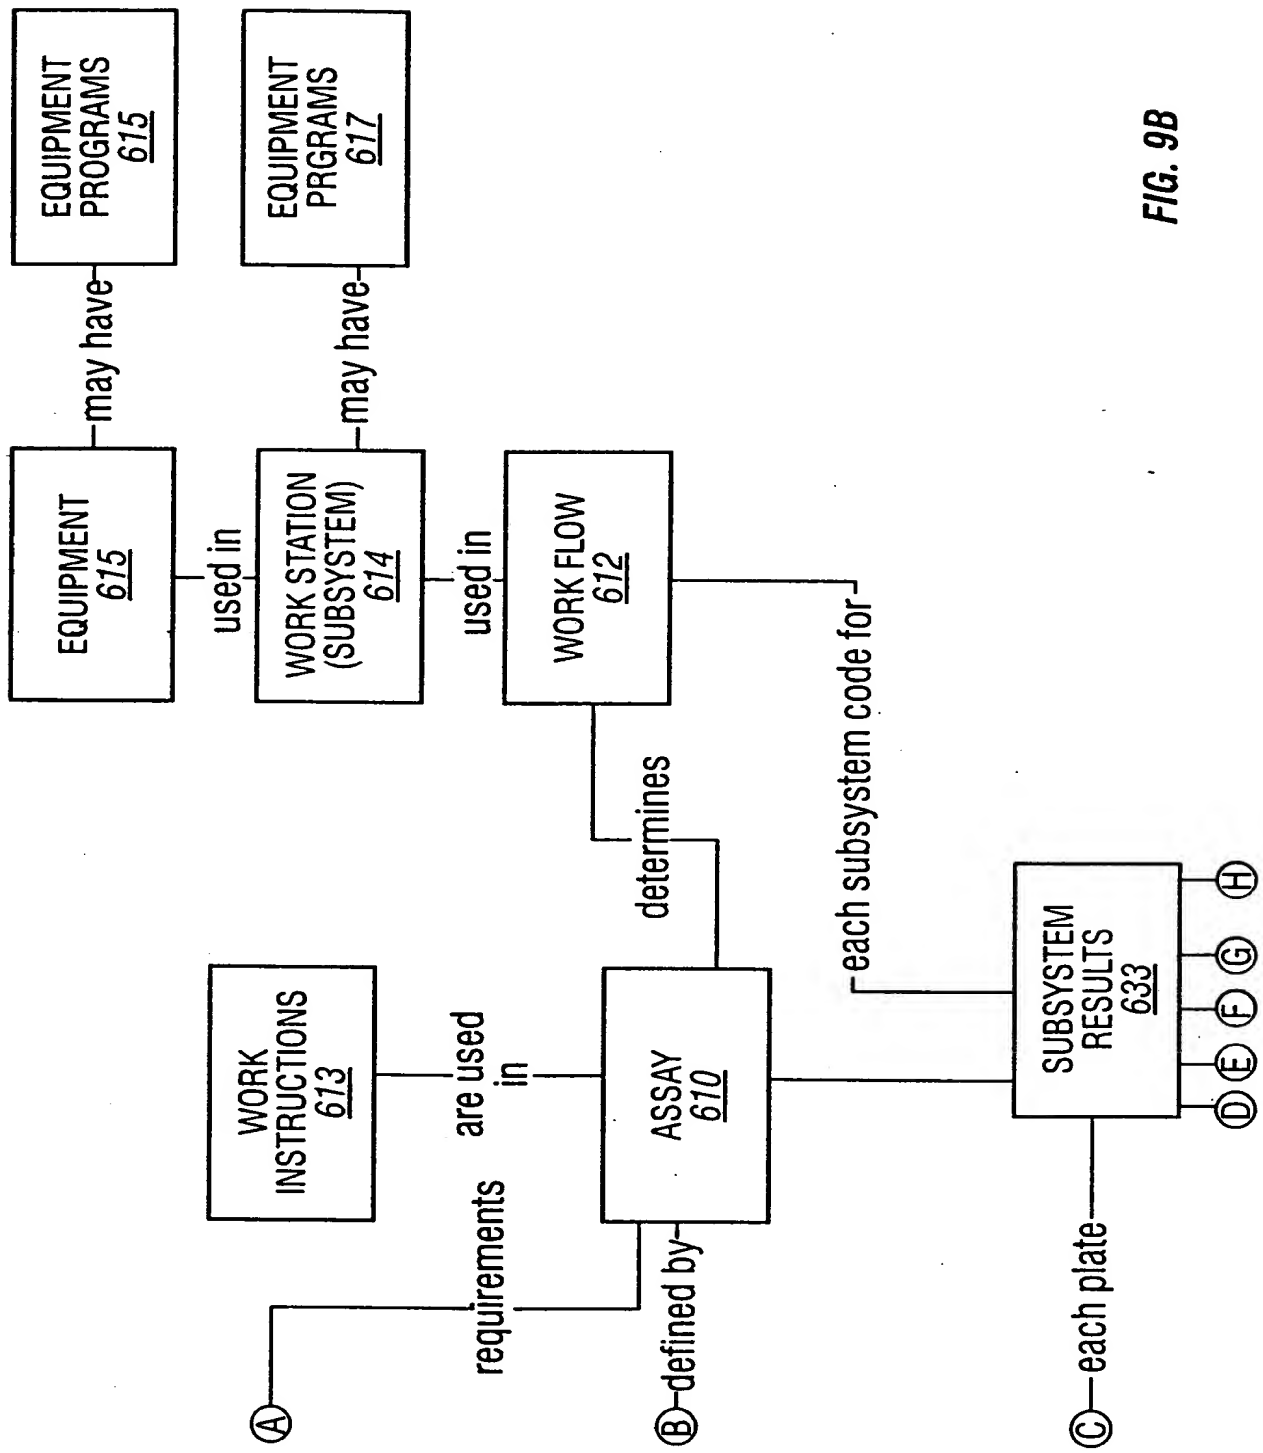 EQUIPMENT
615
may have
EQUIPMENT
PROGRAMS
615
used in
WORK STATION
(SUBSYSTEM)
614
may have
EQUIPMENT
PRGRAMS
617
used in
WORK FLOW
612
WORK
INSTRUCTIONS
613
are used
in
determines
A
requirements
B
defined by
ASSAY
610
each subsystem code for
C
each plate
SUBSYSTEM
RESULTS
633
D
E
F
G
H
FIG. 9B